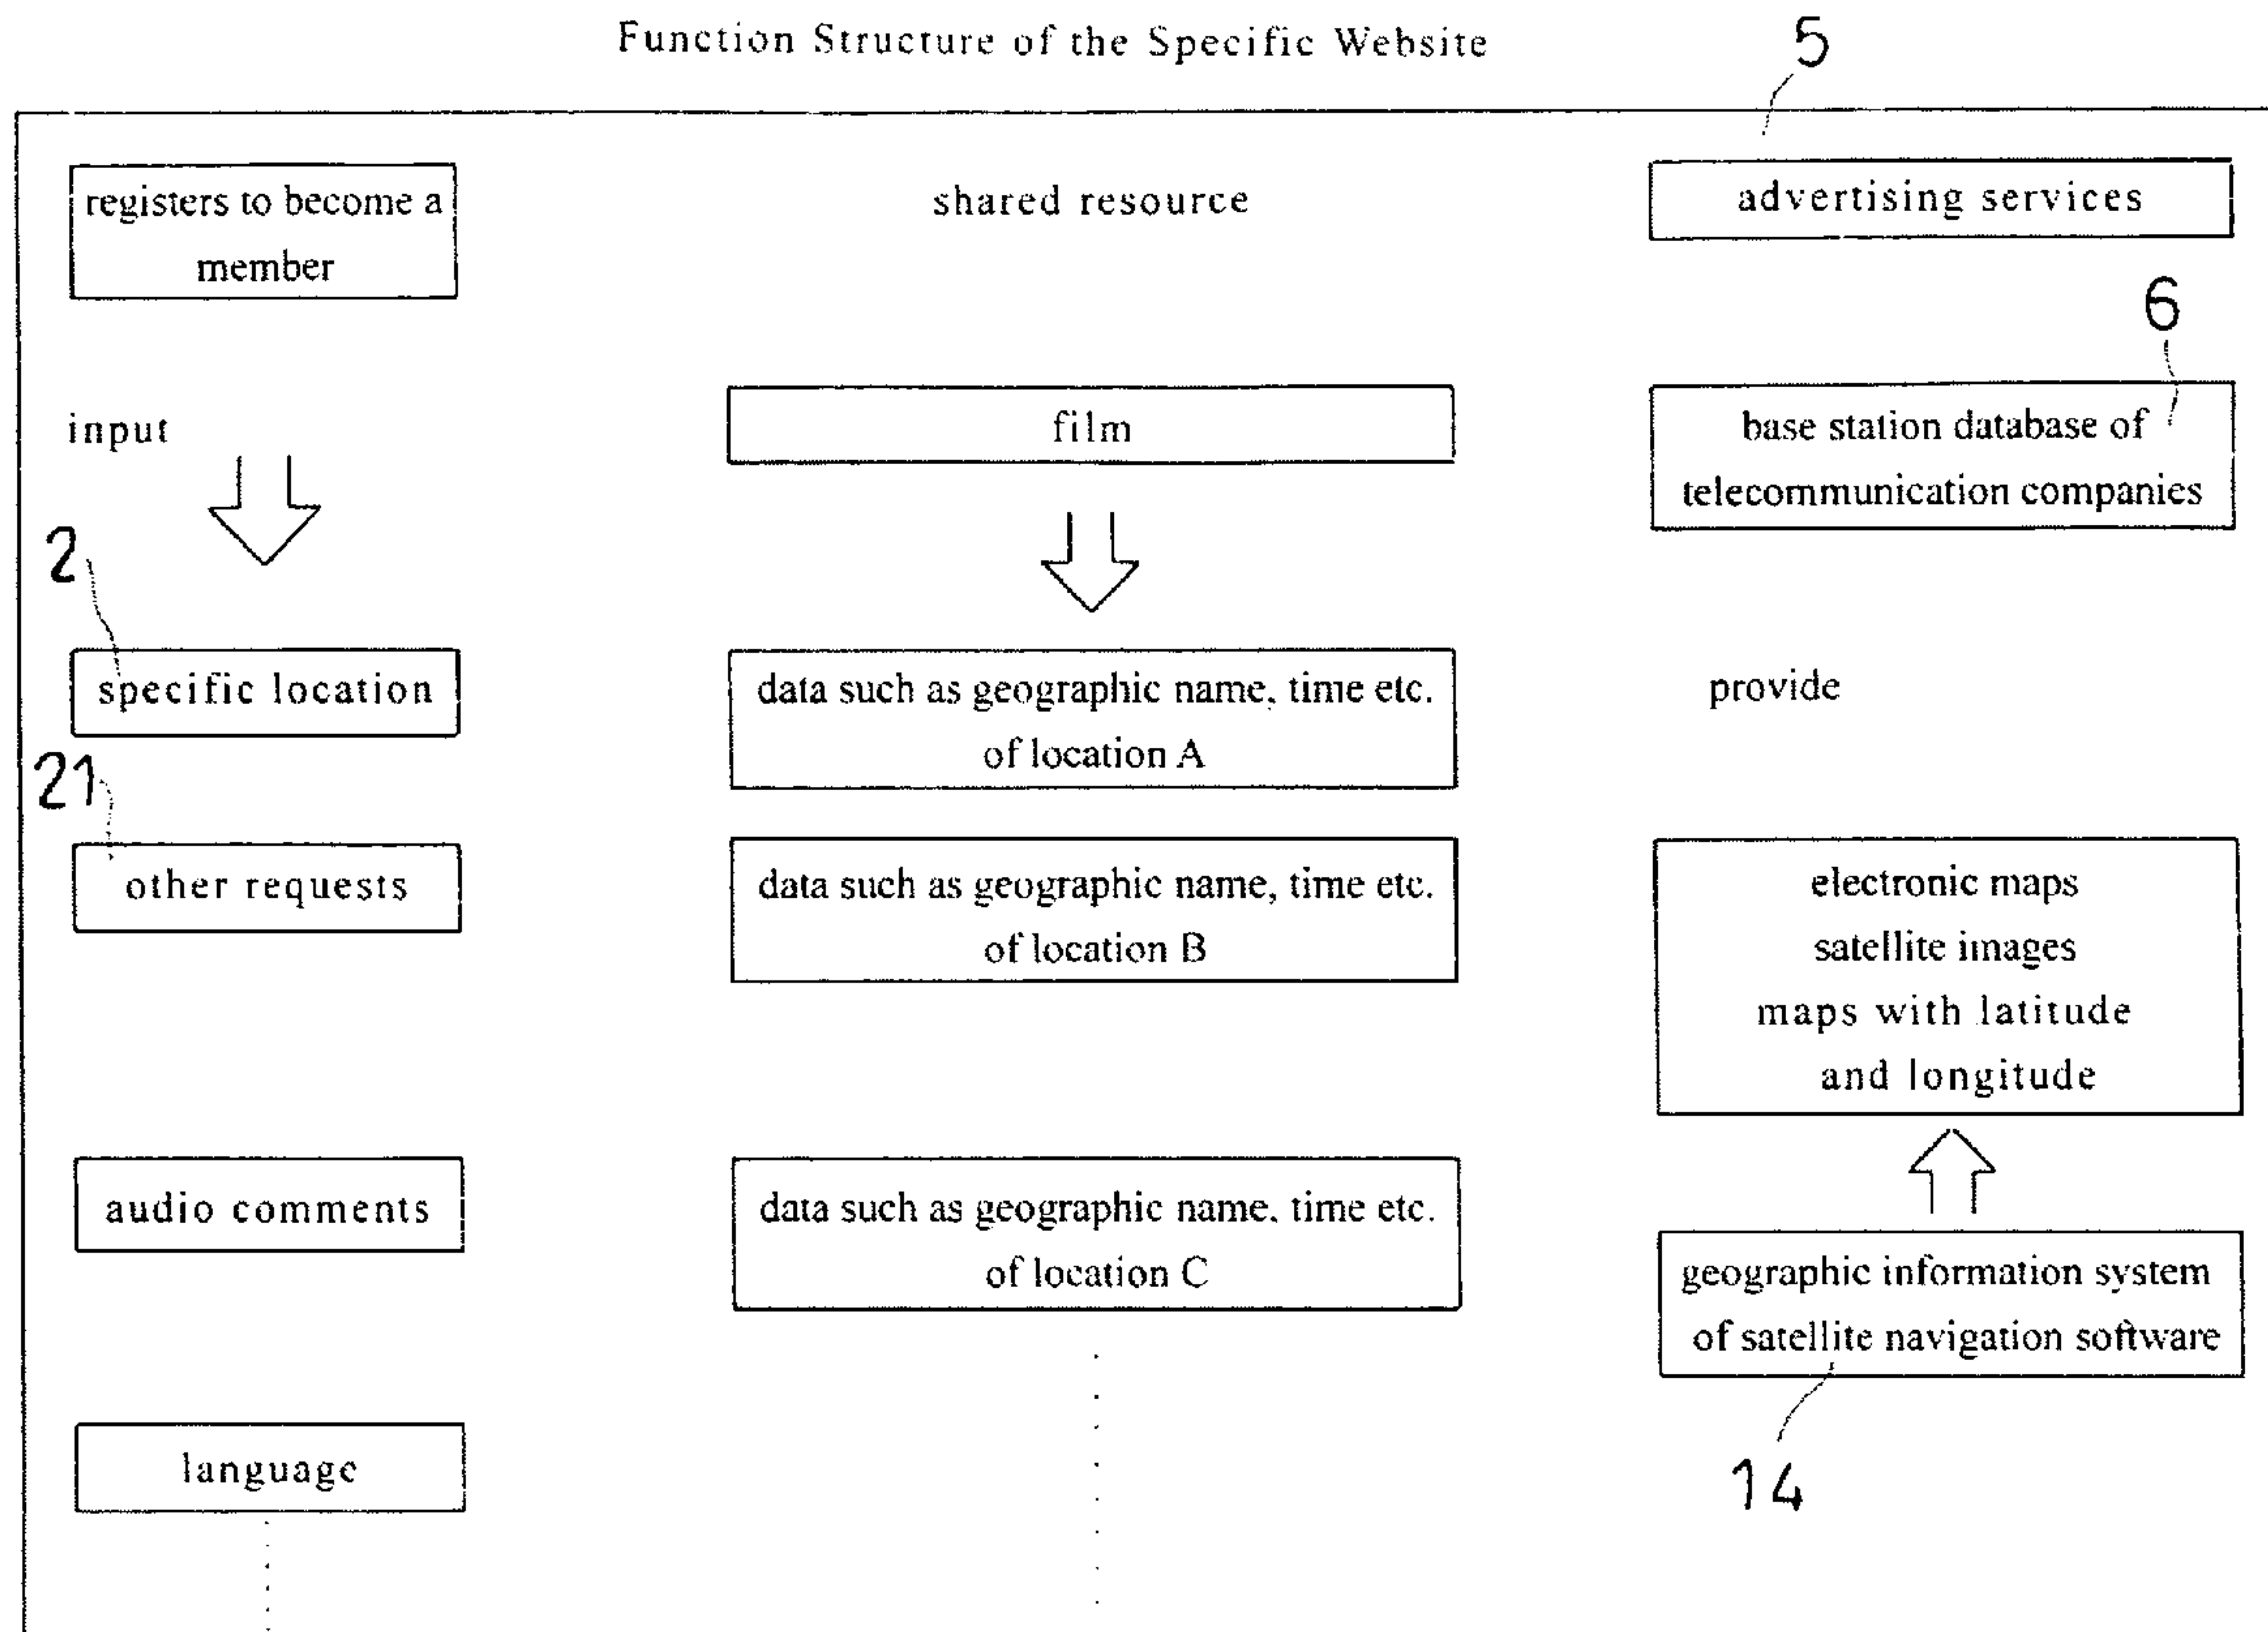 Function Structure of the Specific Website
5
registers to become a
member
shared resource
advertising services
6
input
film
base station database of
telecommunication companies
2
specific location
data such as geographic name, time etc.
of location A
provide
21
other requests
data such as geographic name, time etc.
of location B
electronic maps
satellite images
maps with latitude
and longitude
audio comments
data such as geographic name, time etc.
of location C
geographic information system
of satellite navigation software
language
14